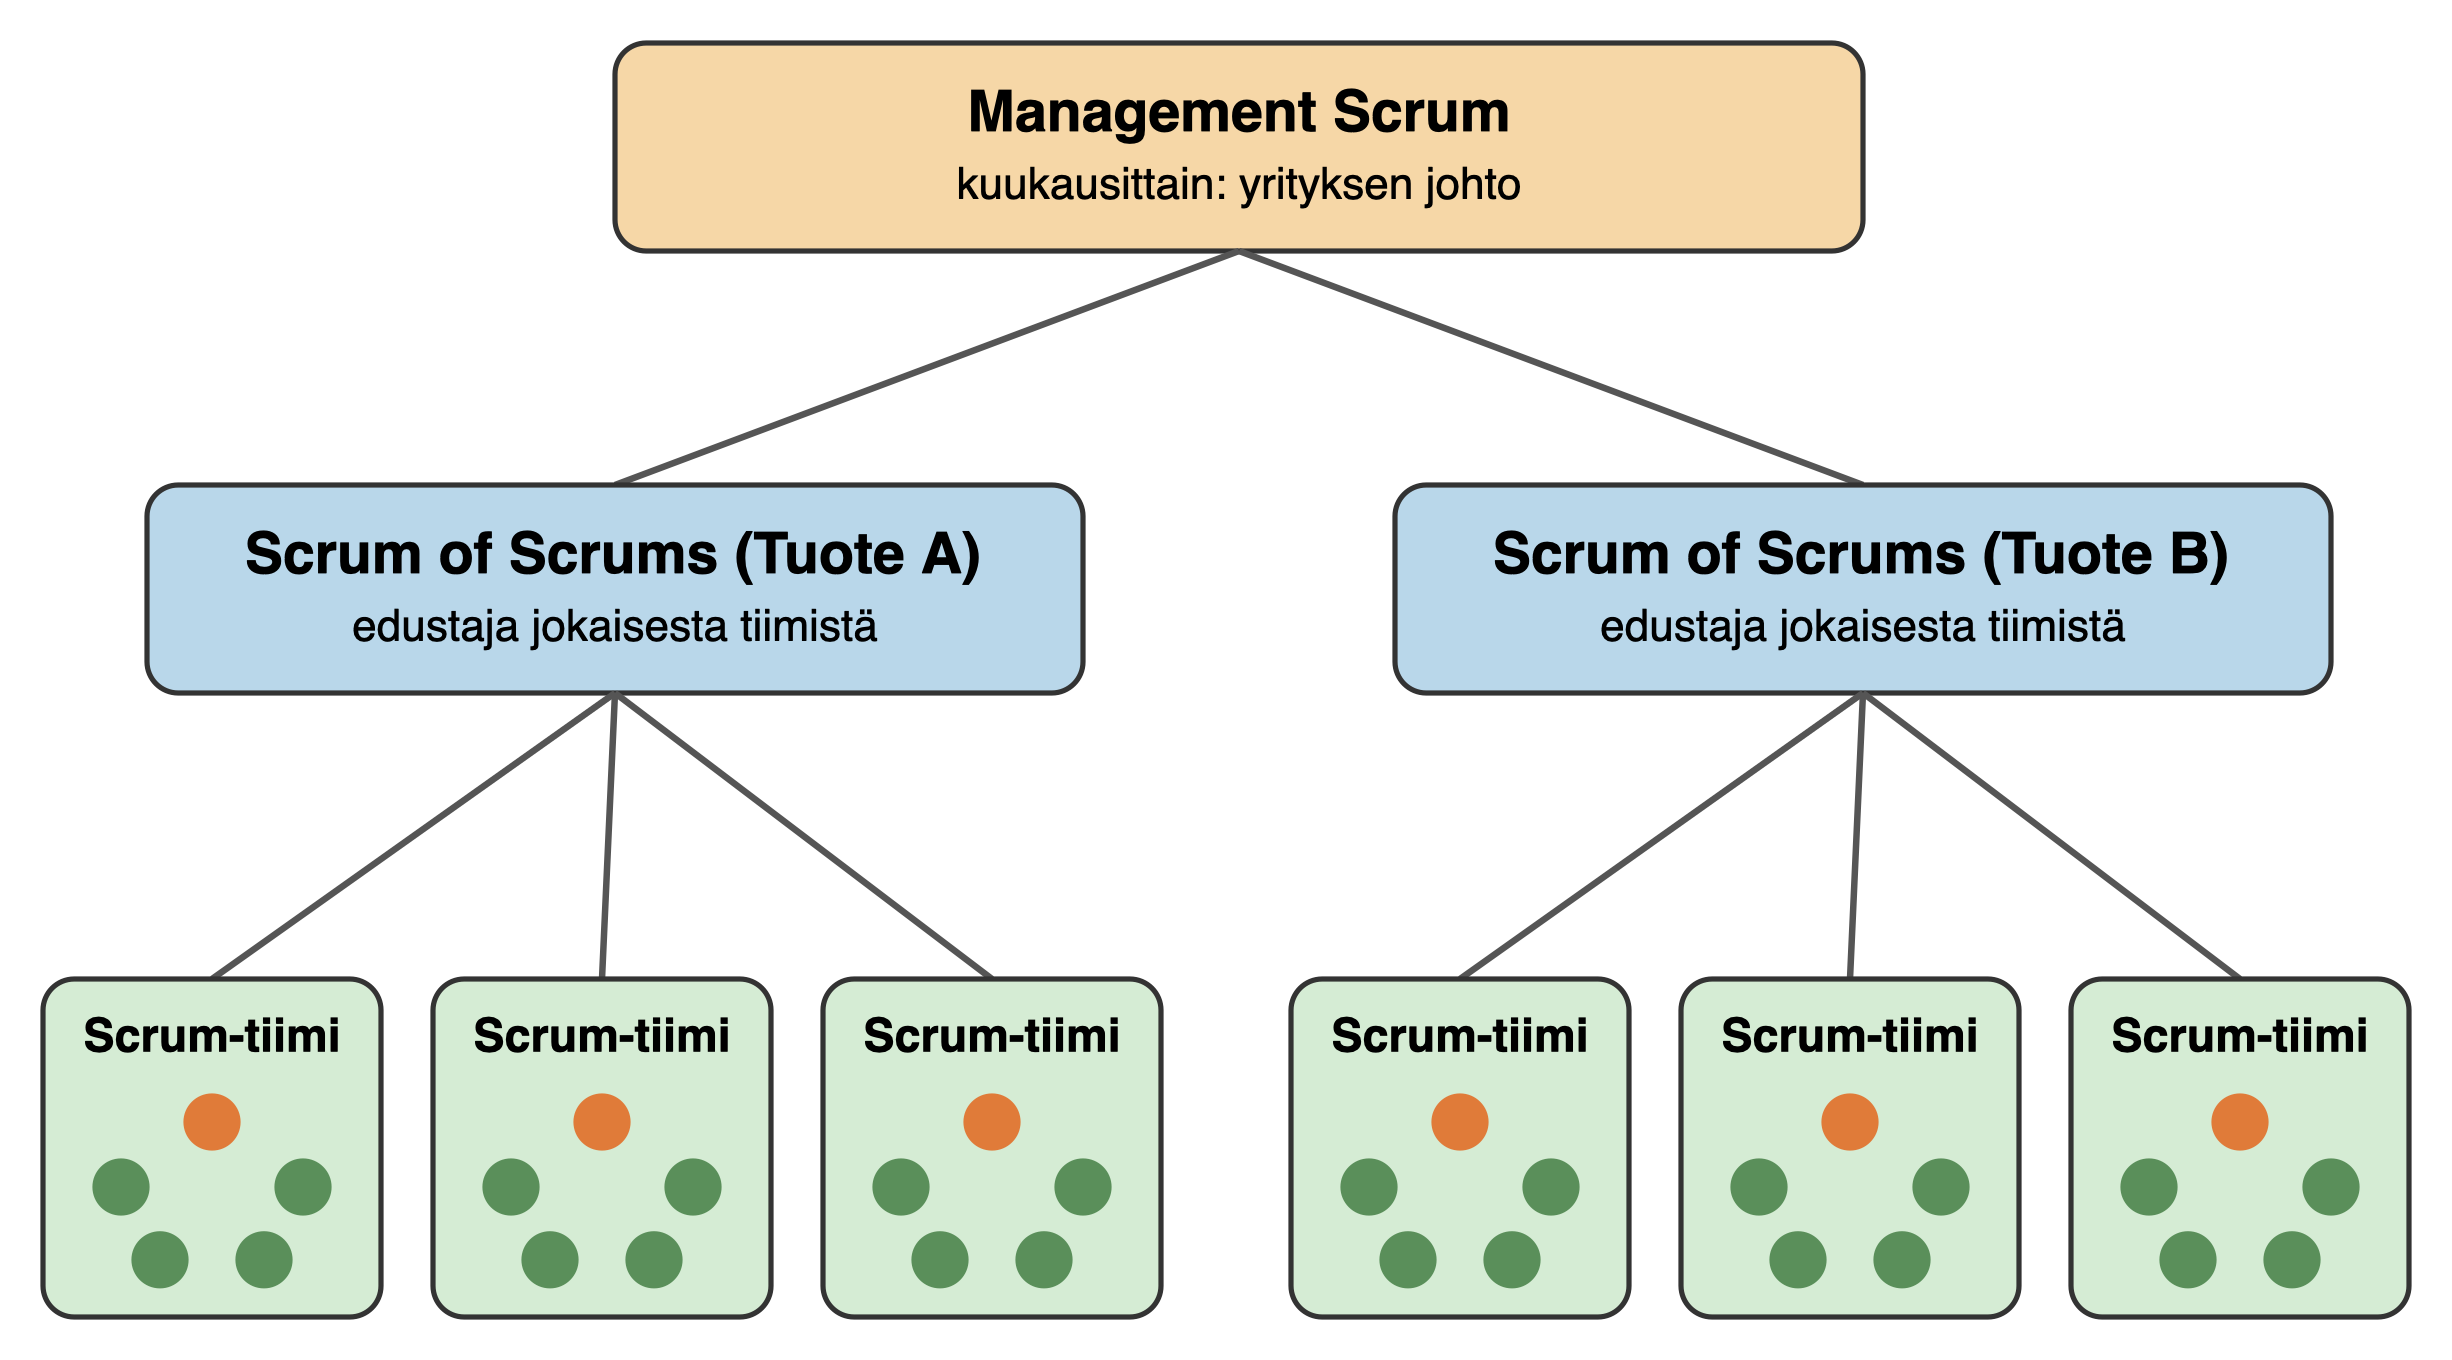 Management Scrum
kuukausittain: yrityksen johto
Scrum of Scrums (Tuote A)
edustaja jokaisesta tiimistä
Scrum of Scrums (Tuote B)
edustaja jokaisesta tiimistä
Scrum-tiimi
Scrum-tiimi
Scrum-tiimi
Scrum-tiimi
Scrum-tiimi
Scrum-tiimi